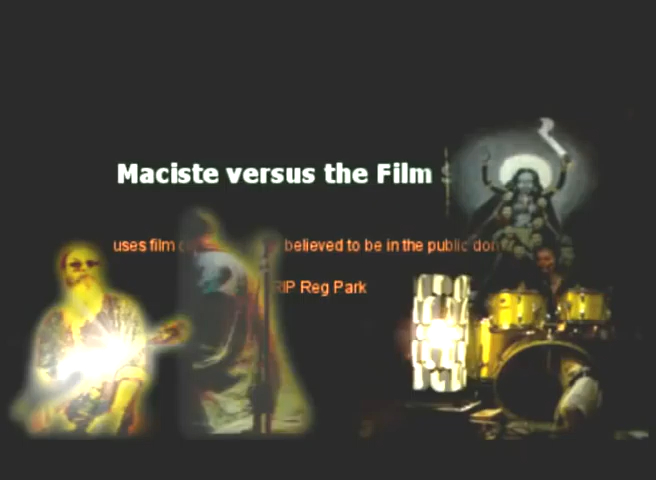 Maciste versus the Film
uses film believed to be in the public
RIP Reg Park